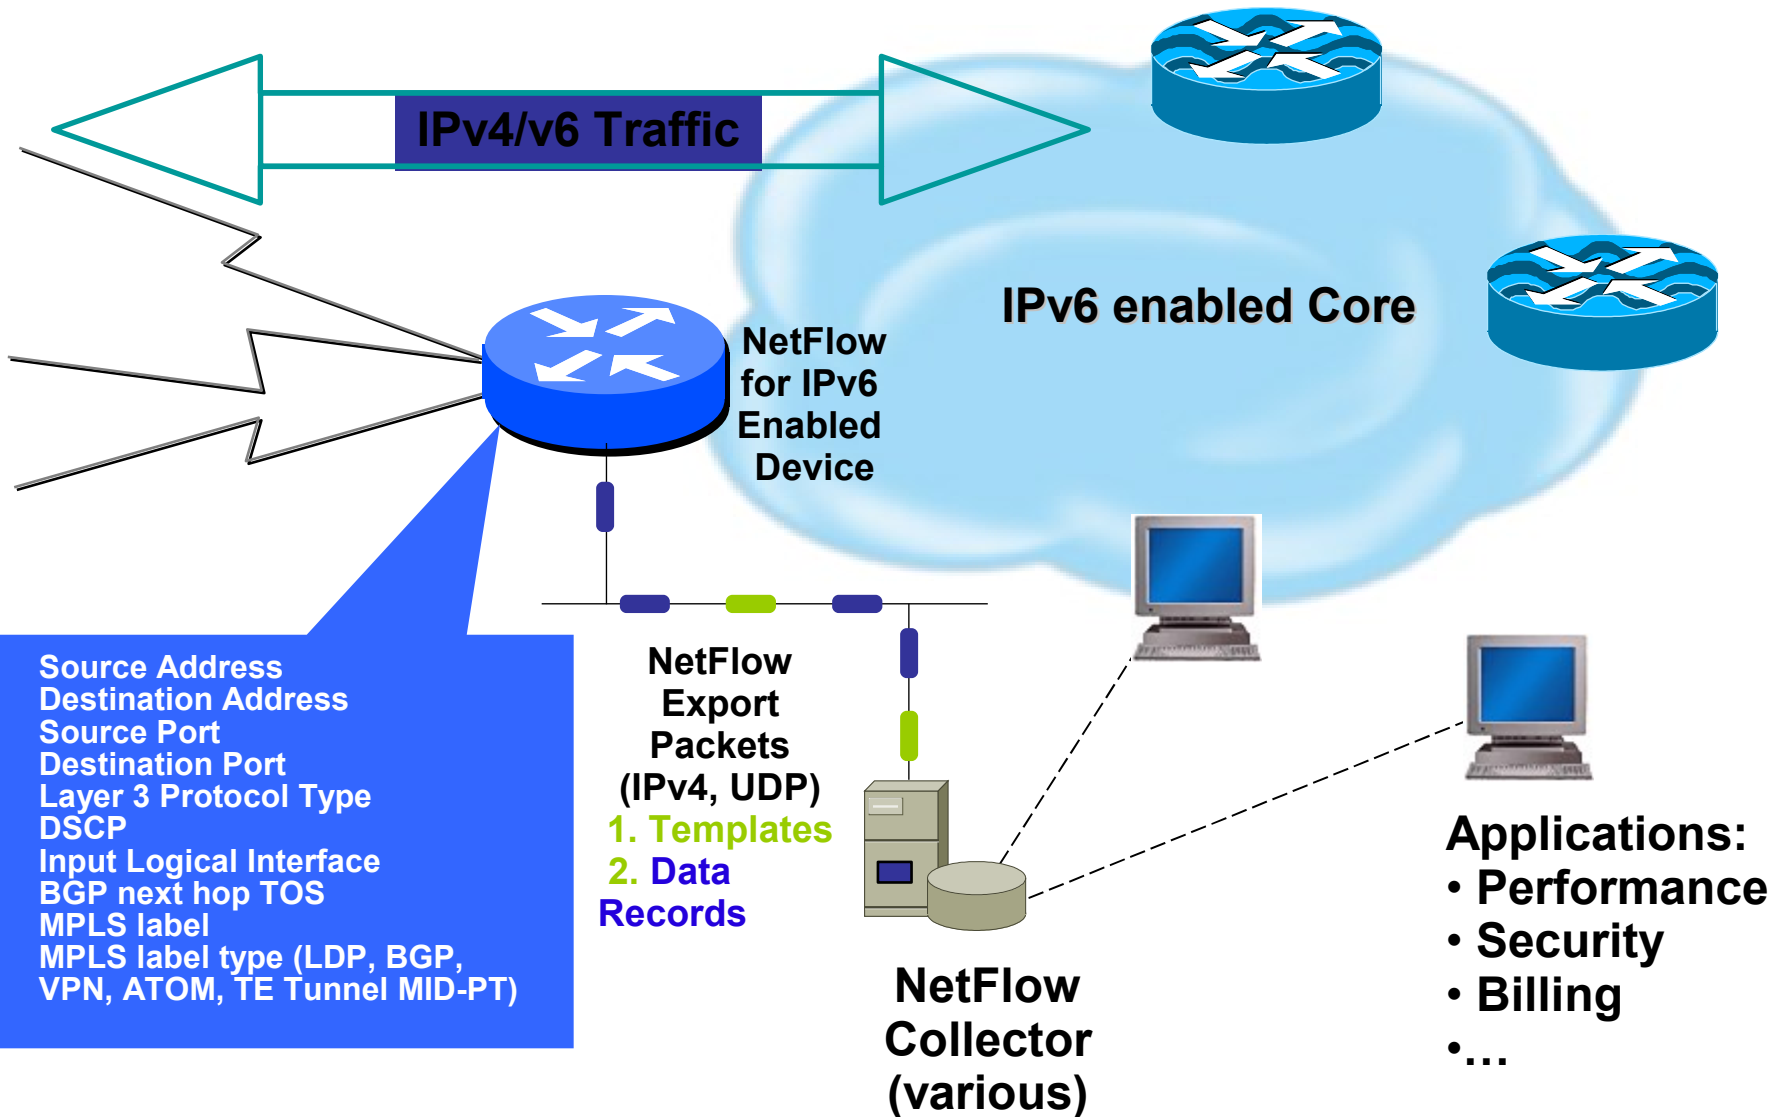 IPv4/v6 Traffic
IPv6 enabled Core
NetFlow
for IPv6
Enabled
Device
Source Address
Destination Address
Source Port
Destination Port
Layer 3 Protocol Type
DSCP
Input Logical Interface
BGP next hop TOS
MPLS label
MPLS label type (LDP, BGP,
VPN, ATOM, TE Tunnel MID-PT)
NetFlow
Export
Packets
(IPv4, UDP)
1. Templates
2. Data
Records
NetFlow
Collector
(various)
Applications:
• Performance
• Security
• Billing
•…